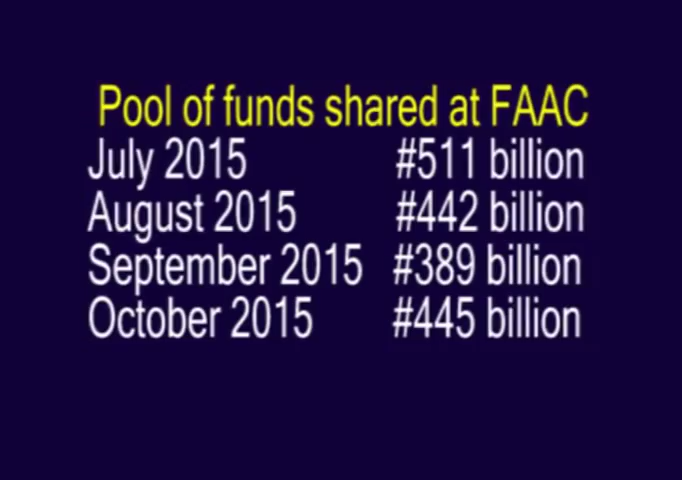 Pool of funds shared at FAAC
July 2015 #511 billion
August 2015 #442 billion
September 2015 #389 billion
October 2015 #445 billion